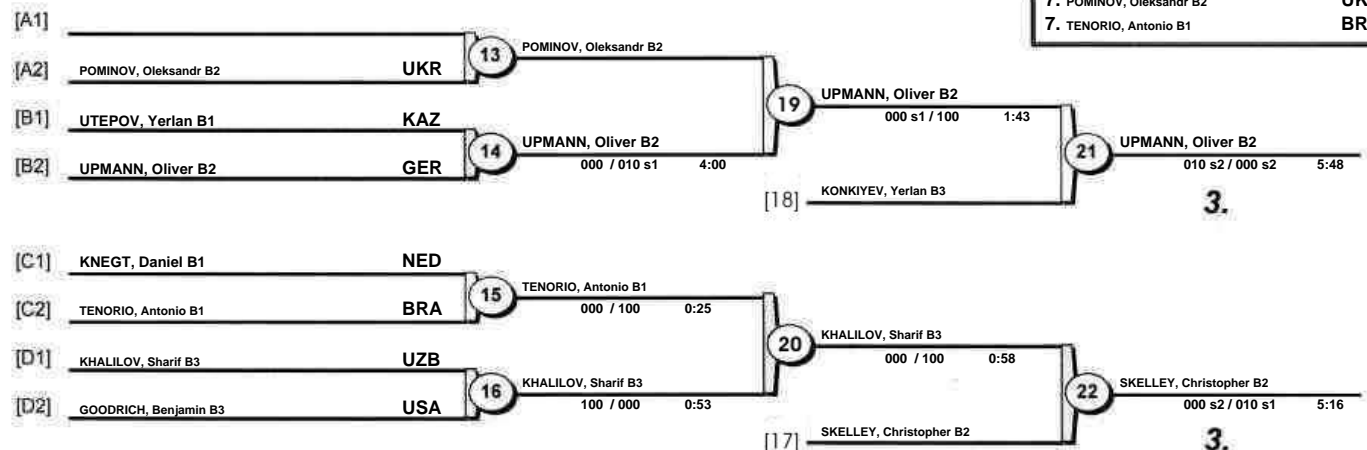 7. POMINOV, Oleksandr B2 UK
7. TENORIO, Antonio B1 BR
[A1]
13 POMINOV, Oleksandr B2
[A2] POMINOV, Oleksandr B2 UKR
19 UPMANN, Oliver B2
000 s1 / 100 1:43
[B1] UTEPOV, Yerlan B1 KAZ
14 UPMANN, Oliver B2
000 / 010 s1 4:00
21 UPMANN, Oliver B2
010 s2 / 000 s2 5:48
[B2] UPMANN, Oliver B2 GER
[18] KONKIYEV, Yerlan B3
3.
[C1] KNEGT, Daniel B1 NED
15 TENORIO, Antonio B1
000 / 100 0:25
[C2] TENORIO, Antonio B1 BRA
20 KHALILOV, Sharif B3
000 / 100 0:58
[D1] KHALILOV, Sharif B3 UZB
16 KHALILOV, Sharif B3
100 / 000 0:53
22 SKELLEY, Christopher B2
000 s2 / 010 s1 5:16
[D2] GOODRICH, Benjamin B3 USA
[17] SKELLEY, Christopher B2
3.